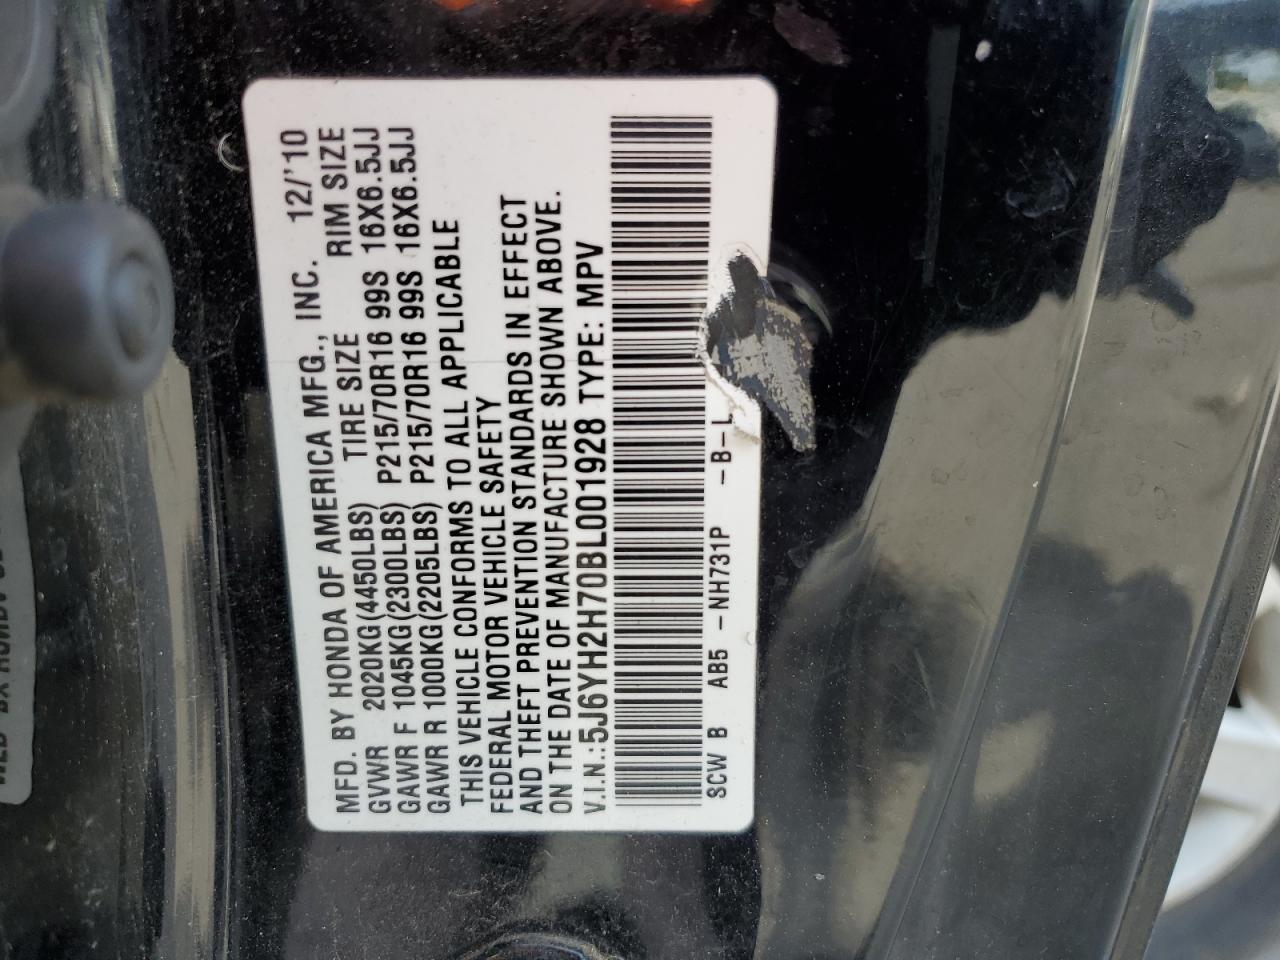 MFD. BY HONDA OF AMERICA MFG., INC. 12/'10
TIRE SIZE RIM SIZE
GVWR 2020KG(4450LBS)
GAWR F 1045KG(2300LBS) P215/70R16 99S 16X6.5JJ
GAWR R 1000KG(2205LBS) P215/70R16 99S 16X6.5JJ
THIS VEHICLE CONFORMS TO ALL APPLICABLE
FEDERAL MOTOR VEHICLE SAFETY
AND THEFT PREVENTION STANDARDS IN EFFECT
ON THE DATE OF MANUFACTURE SHOWN ABOVE.
V.I.N.:5J6YH2H70BL001928 TYPE: MPV
SCW B AB5 -NH731P -B-L